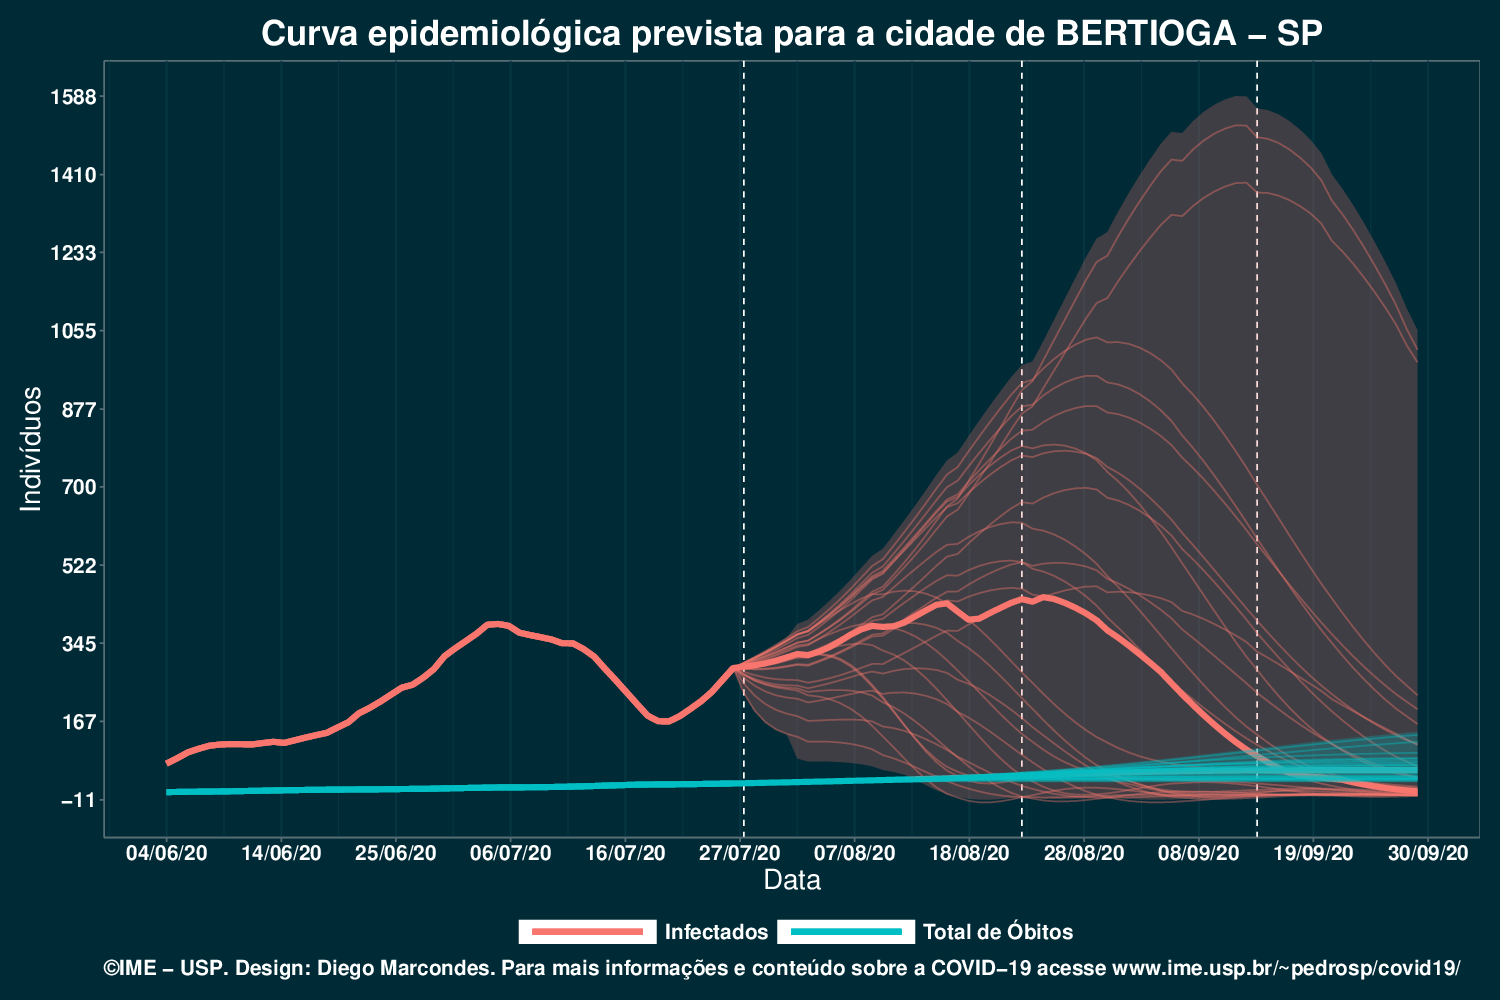 Curva epidemiológica prevista para a cidade de BERTIOGA – SP
Indivíduos
1588
1410
1233
1055
877
700
522
345
167
−11
04/06/20 14/06/20 25/06/20 06/07/20 16/07/20 27/07/20 07/08/20 18/08/20 28/08/20 08/09/20 19/09/20 30/09/20
Data
Infectados Total de Óbitos
©IME – USP. Design: Diego Marcondes. Para mais informações e conteúdo sobre a COVID−19 acesse www.ime.usp.br/~pedrosp/covid19/